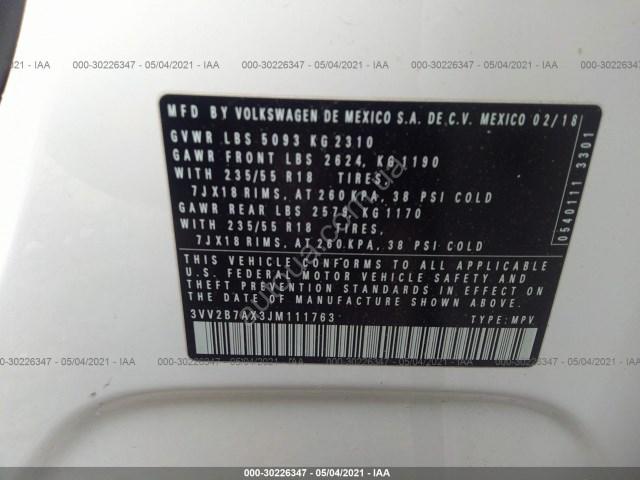 000-30226347 - 05/04/2021 - IAA 000-30226347 - 05/04/2021 - IAA 000-30226347 - 05/04/2021 - IAA
MFD BY VOLKSWAGEN DE MEXICO S.A. DE C.V. MEXICO 02/18
GVWR LBS 5093 KG 2310
GAWR FRONT LBS 2624, KG 1190
WITH 235/55 R18 TIRES,
7JX18 RIMS, AT 260 KPA, 38 PSI COLD
GAWR REAR LBS KG 1170
WITH 235/55 R18 TIRES,
7JX18 RIMS, AT 260 KPA, 38 PSI COLD
0540111 3301
THIS VEHICLE CONFORMS TO ALL APPLICABLE
U.S. FEDERAL MOTOR VEHICLE SAFETY AND
THEFT PREVENTION STANDARDS IN EFFECT ON
THE DATE OF MANUFACTURE SHOWN ABOVE.
3VV2B7AX3JM111763 TYPE: MPV
000-30226347 - 05/04/2021 - IAA 000-30226347 - 05/04/2021 - IAA 000-30226347 - 05/04/2021 - IAA
000-30226347 - 05/04/2021 - IAA